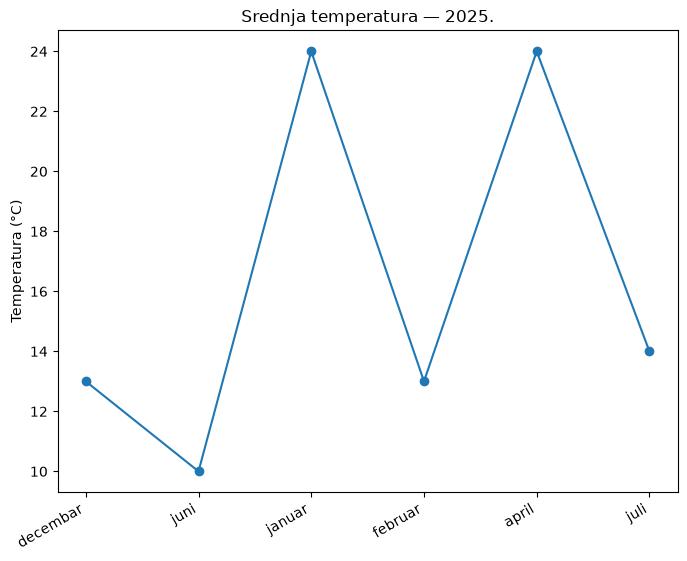 Srednja temperatura — 2025.
Temperatura (°C)
24
22
20
18
16
14
12
10
decembar
juni
januar
februar
april
juli